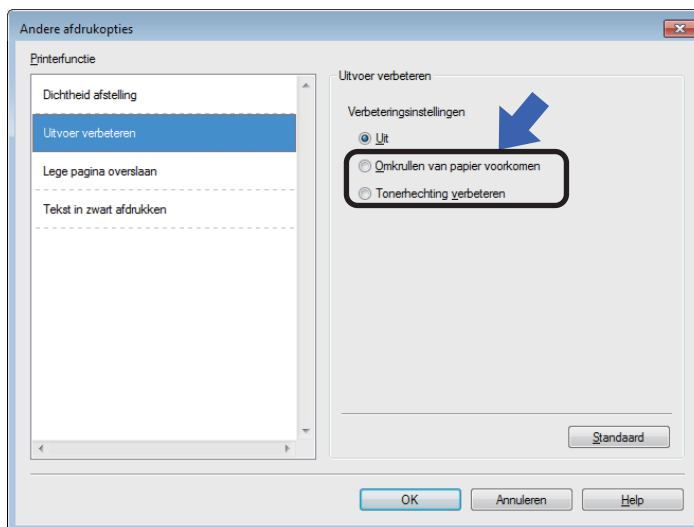 Andere afdrukopties
Printerfunctie
Dichtheid afstelling
Uitvoer verbeteren
Lege pagina overslaan
Tekst in zwart afdrukken
Uitvoer verbeteren
Verbeteringsinstellingen
Uit
Omkrullen van papier voorkomen
Tonerhechting verbeteren
Standaard
OK Annuleren Help